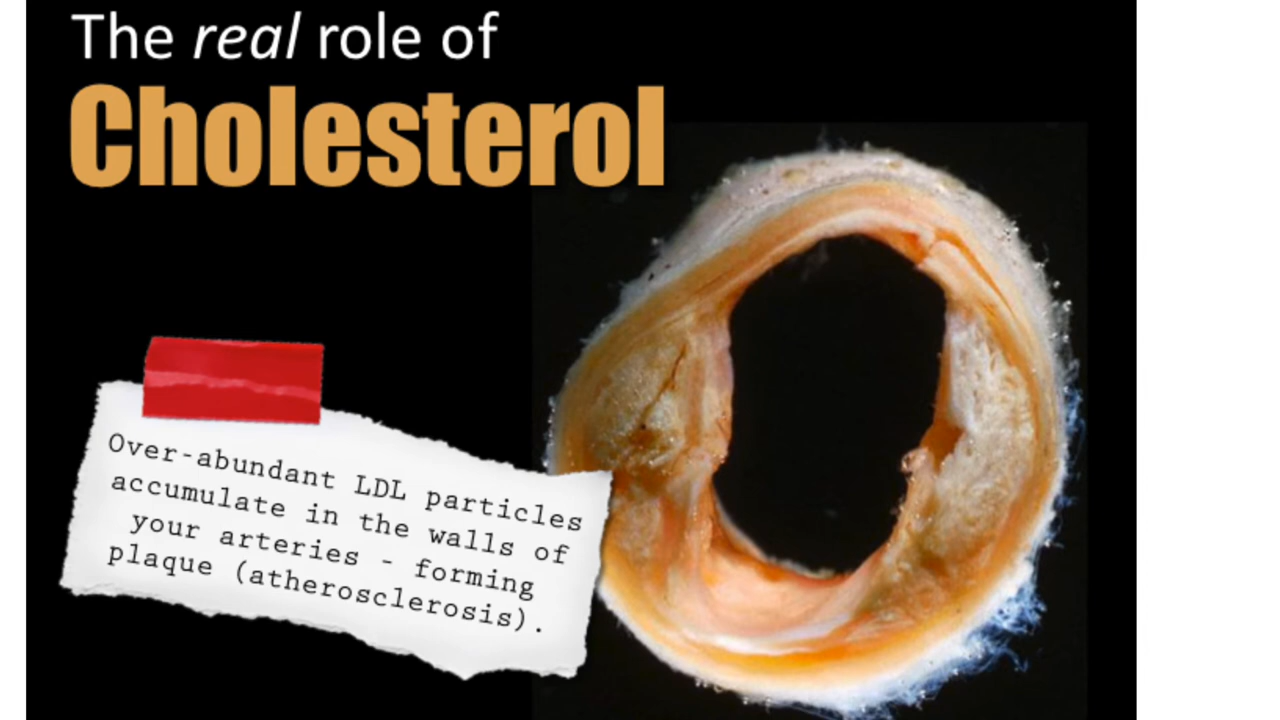 The real role of
Cholesterol
Over-abundant LDL particles
accumulate in the walls of
your arteries - forming
plaque (atherosclerosis).